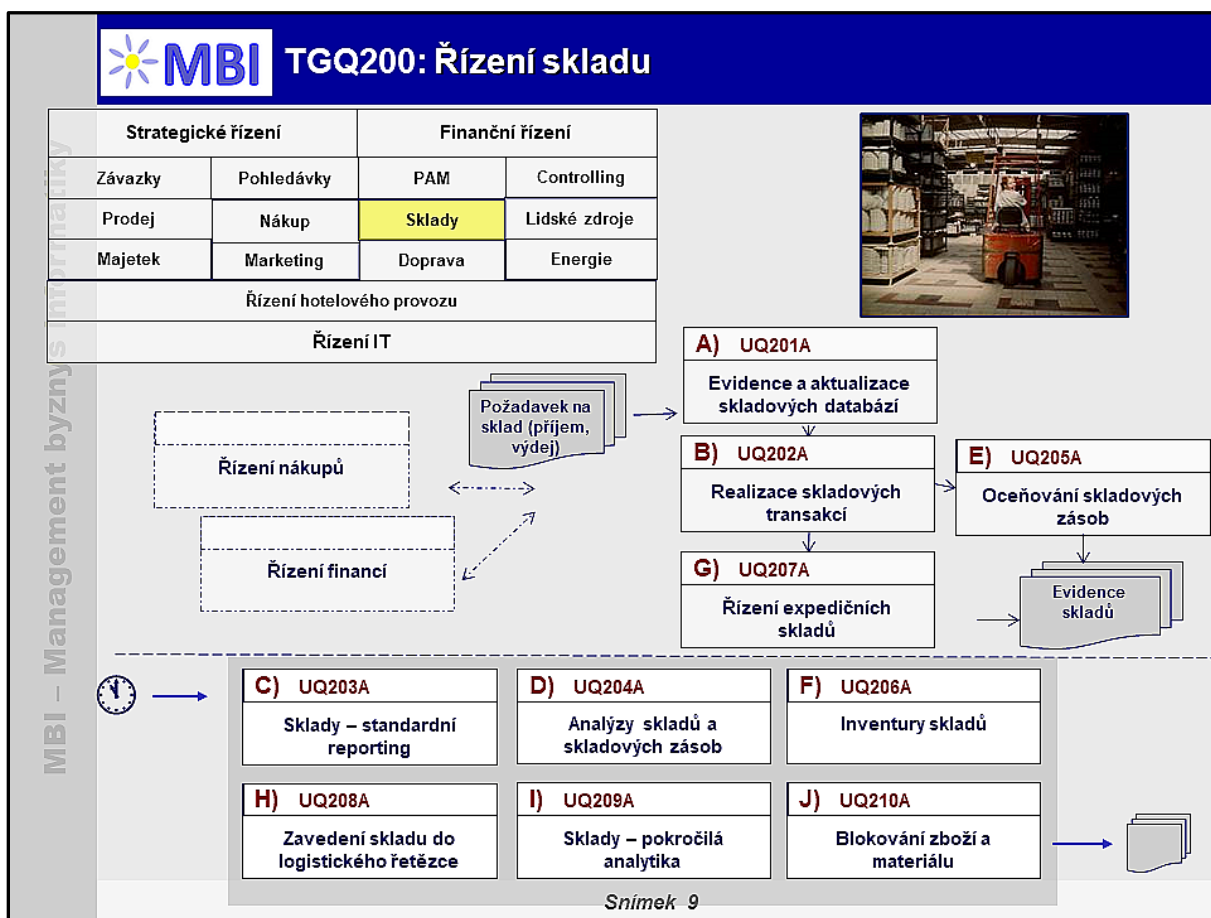 MBI
TGQ200: Řízení skladu
MBI – Management byznys informatiky
Strategické řízení
Finanční řízení
Závazky
Pohledávky
PAM
Controlling
Prodej
Nákup
Sklady
Lidské zdroje
Majetek
Marketing
Doprava
Energie
Řízení hotelového provozu
Řízení IT
Požadavek na
sklad (příjem,
výdej)
Řízení nákupů
Řízení financí
A) UQ201A
Evidence a aktualizace
skladových databází
B) UQ202A
Realizace skladových
transakcí
E) UQ205A
Oceňování skladových
zásob
G) UQ207A
Řízení expedičních
skladů
Evidence
skladů
C) UQ203A
Sklady – standardní
reporting
D) UQ204A
Analýzy skladů a
skladových zásob
F) UQ206A
Inventury skladů
H) UQ208A
Zavedení skladu do
logistického řetězce
I) UQ209A
Sklady – pokročilá
analytika
J) UQ210A
Blokování zboží a
materiálu
Snímek 9